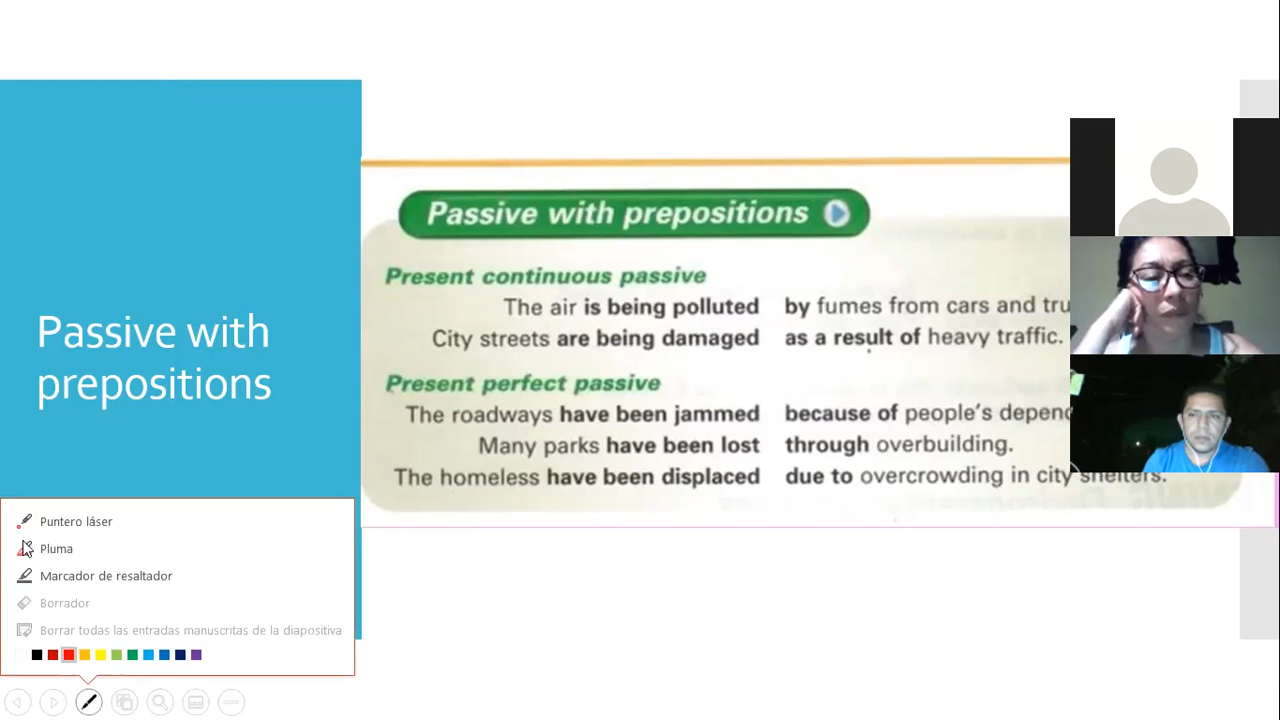 Passive with
prepositions
Passive with prepositions
Present continuous passive
The air is being polluted by fumes from cars and
City streets are being damaged as a result of heavy traffic.
Present perfect passive
The roadways have been jammed because of people's
Many parks have been lost through overbuilding.
The homeless have been displaced due to overcrowding in city shelters.
Puntero láser
Pluma
Marcador de resaltador
Borrador
Borrar todas las entradas manuscritas de la diapositiva